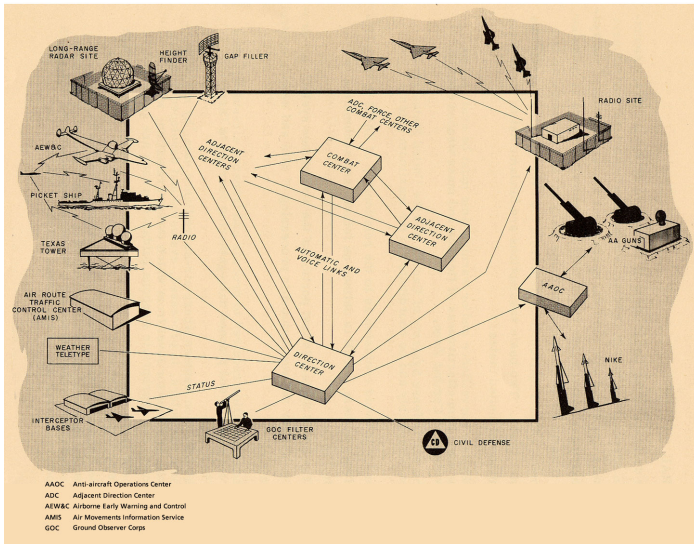 LONG-RANGE
RADAR SITE
HEIGHT
FINDER
GAP FILLER
AEW&C
PICKET SHIP
RADIO
TEXAS
TOWER
AIR ROUTE
TRAFFIC
CONTROL CENTER
(AMIS)
WEATHER
TELETYPE
STATUS
INTERCEPTOR
BASES
GOC FILTER
CENTERS
ADJACENT
DIRECTION
CENTERS
ADC, FORCE, OTHER
COMBAT CENTERS
COMBAT
CENTER
ADJACENT
DIRECTION
CENTER
AUTOMATIC AND
VOICE LINKS
DIRECTION
CENTER
RADIO SITE
AA GUNS
AAOC
NIKE
CD
CIVIL DEFENSE
AAOC Anti-aircraft Operations Center
ADC Adjacent Direction Center
AEW&C Airborne Early Warning and Control
AMIS Air Movements Information Service
GOC Ground Observer Corps